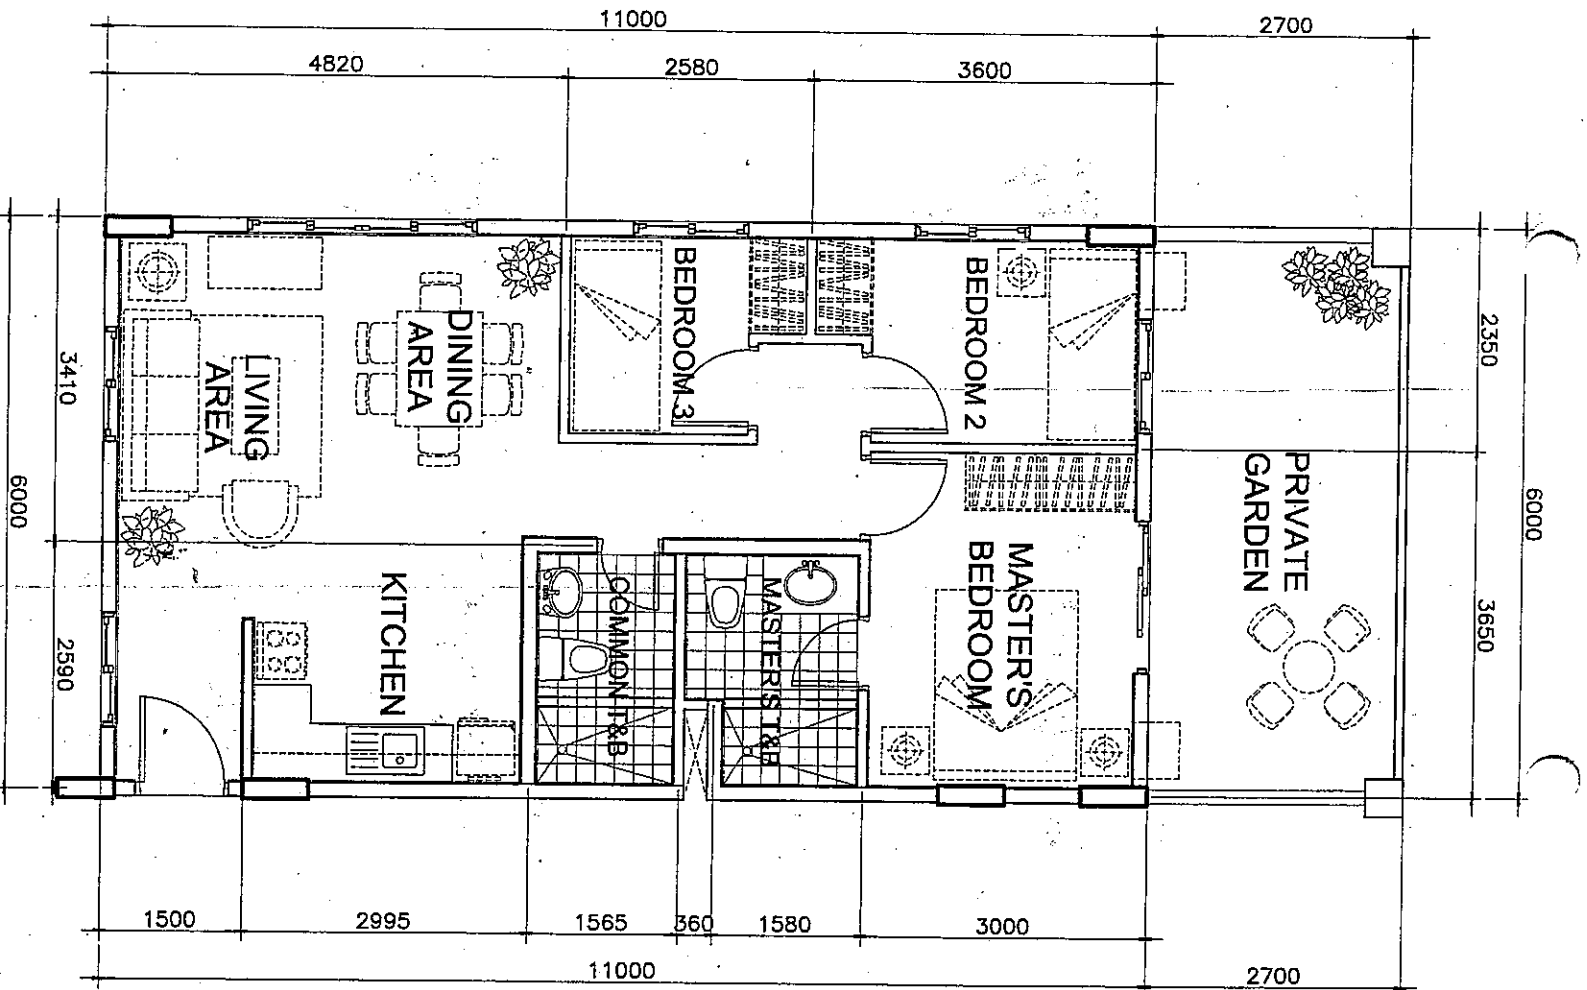 11000
2700
4820
2580
3600
6000
3410
2590
LIVING
AREA
DINING
AREA
BEDROOM 3
BEDROOM 2
KITCHEN
COMMON T&B
MASTER'S T&B
MASTER'S
BEDROOM
PRIVATE
GARDEN
2350
3650
6000
1500
2995
1565
360
1580
3000
11000
2700